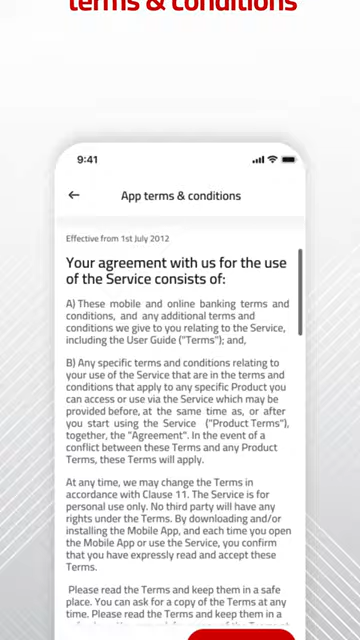 terms & conditions
9:41
App terms & conditions
Effective from 1st July 2012
Your agreement with us for the use
of the Service consists of:
A) These mobile and online banking terms and
conditions, and any additional terms and
conditions we give to you relating to the Service,
including the User Guide ("Terms"); and,
B) Any specific terms and conditions relating to
your use of the Service that are in the terms and
conditions that apply to any specific Product you
can access or use via the Service which may be
provided before, at the same time as, or after
you start using the Service ("Product Terms"),
together, the "Agreement". In the event of a
conflict between these Terms and any Product
Terms, these Terms will apply.
At any time, we may change the Terms in
accordance with Clause 11. The Service is for
personal use only. No third party will have any
rights under the Terms. By downloading and/or
installing the Mobile App, and each time you open
the Mobile App or use the Service, you confirm
that you have expressly read and accept these
Terms.
Please read the Terms and keep them in a safe
place. You can ask for a copy of the Terms at any
time. Please read the Terms and keep them in a